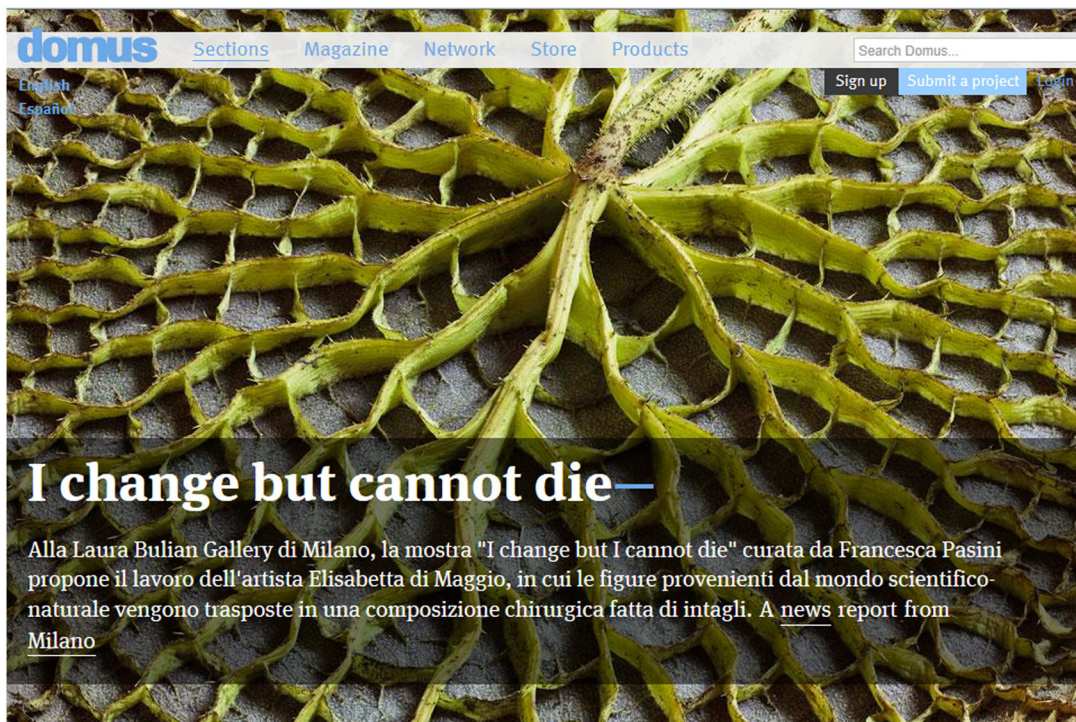 domus Sections Magazine Network Store Products Search Domus...
English Sign up Submit a project Login
Español
I change but cannot die—
Alla Laura Bulian Gallery di Milano, la mostra "I change but I cannot die" curata da Francesca Pasini
propone il lavoro dell'artista Elisabetta di Maggio, in cui le figure provenienti dal mondo scientifico-
naturale vengono trasposte in una composizione chirurgica fatta di intagli. A news report from
Milano